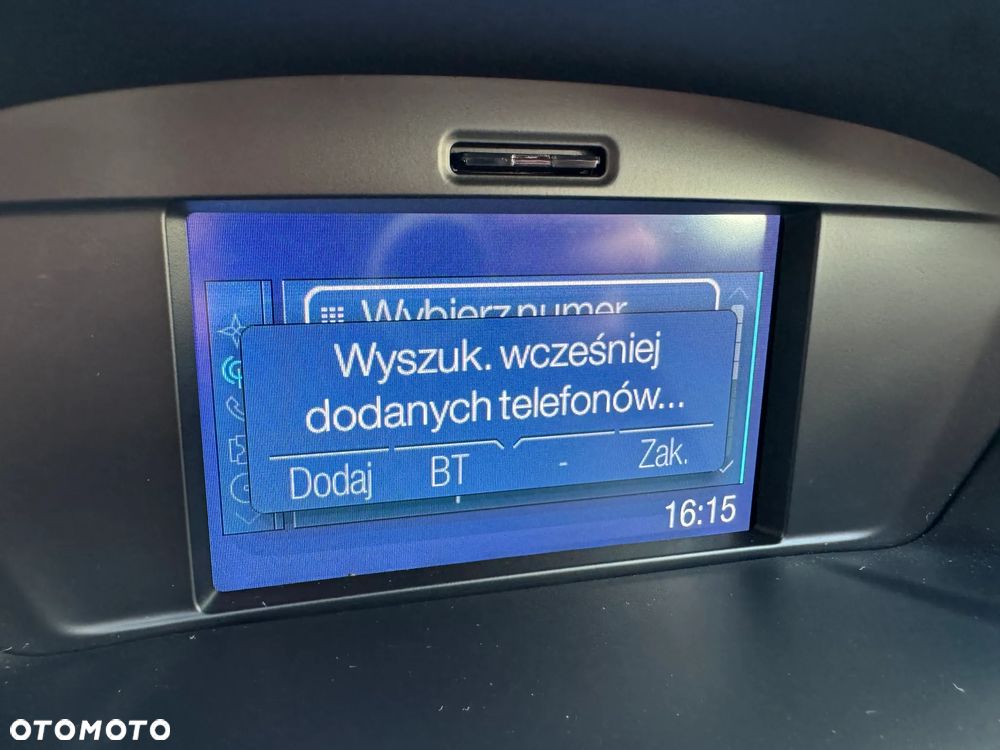 Wybierz numer
Wyszuk. wcześniej
dodanych telefonów...
Dodaj BT - Zak.
16:15
OTOMOTO